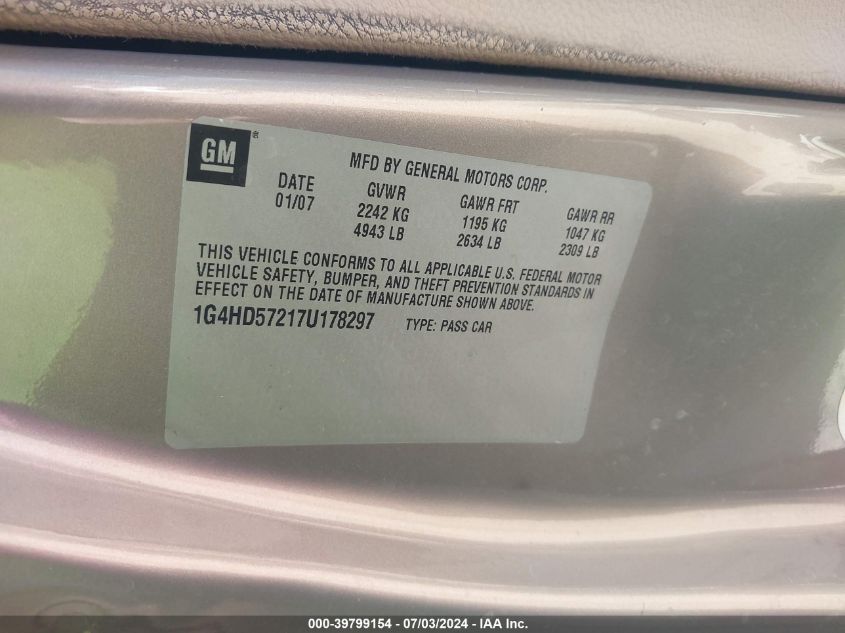 GM®
MFD BY GENERAL MOTORS CORP.
DATE GVWR GAWR FRT GAWR RR
01/07 2242 KG 1195 KG 1047 KG
4943 LB 2634 LB 2309 LB
THIS VEHICLE CONFORMS TO ALL APPLICABLE U.S. FEDERAL MOTOR
VEHICLE SAFETY, BUMPER, AND THEFT PREVENTION STANDARDS IN
EFFECT ON THE DATE OF MANUFACTURE SHOWN ABOVE.
1G4HD57217U178297 TYPE: PASS CAR
000-39799154 - 07/03/2024 - IAA Inc.